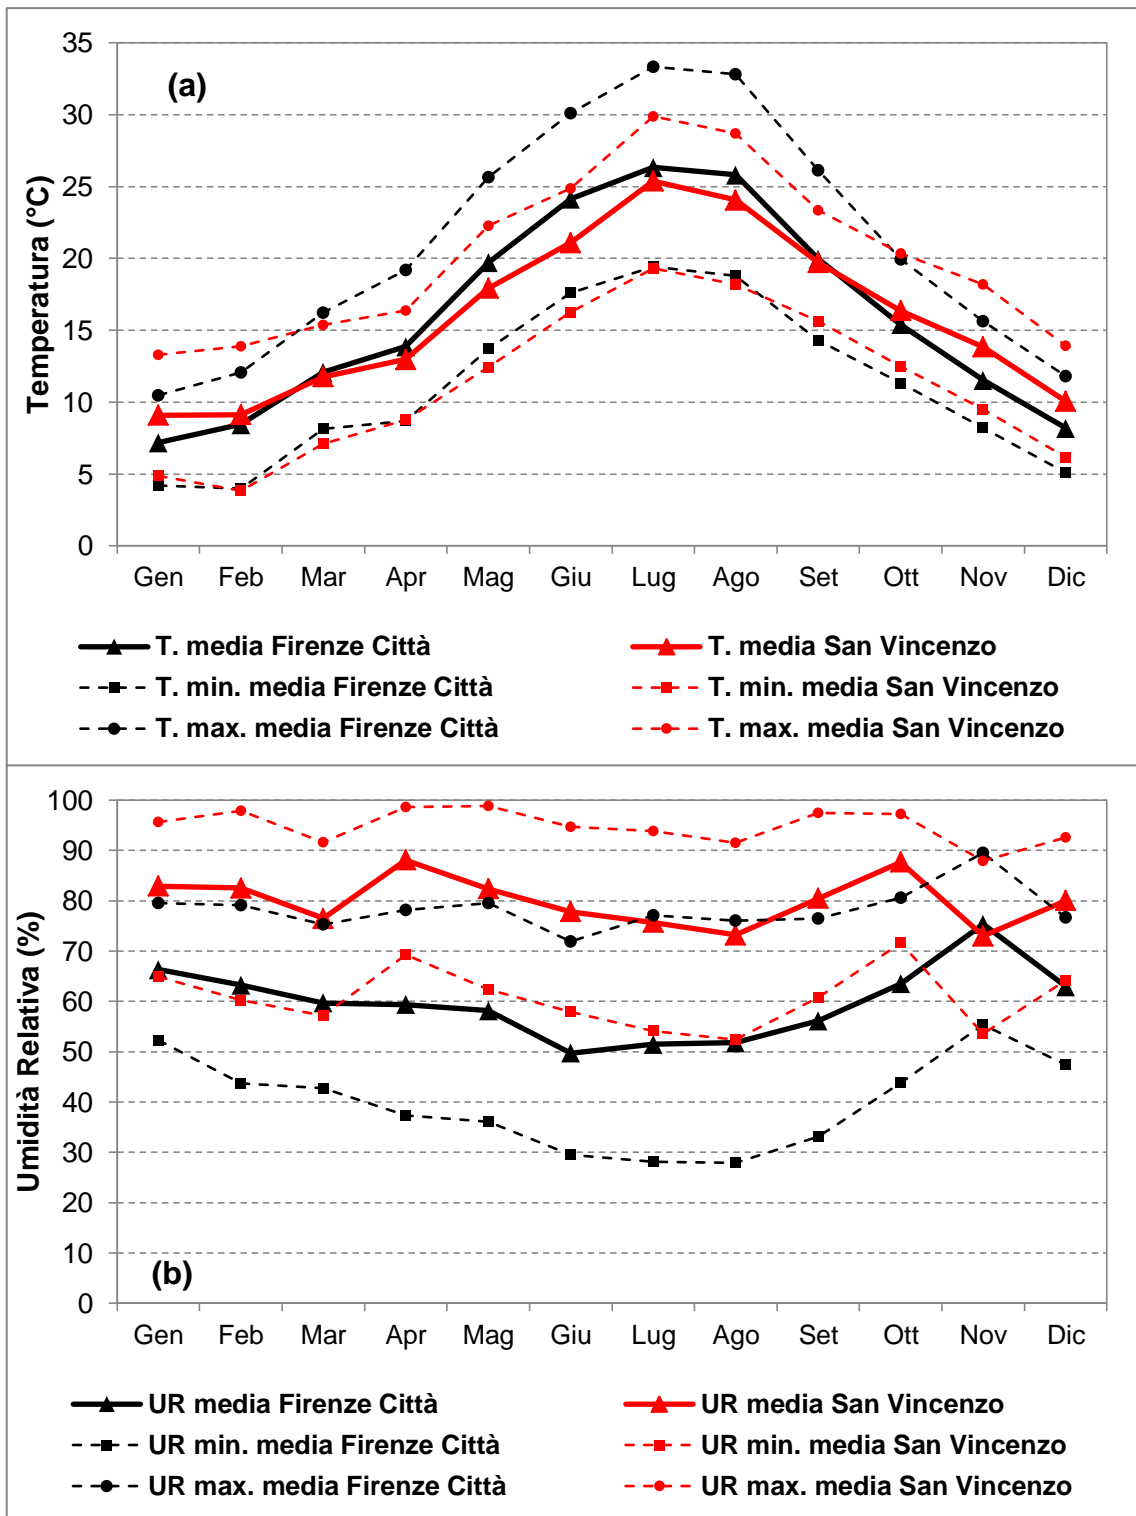 35
(a)
30
25
20
15
10
5
0
Temperatura (°C)
Gen Feb Mar Apr Mag Giu Lug Ago Set Ott Nov Dic
T. media Firenze Città T. media San Vincenzo
T. min. media Firenze Città T. min. media San Vincenzo
T. max. media Firenze Città T. max. media San Vincenzo
100
90
80
70
60
50
40
30
20
10
(b)
0
Umidità Relativa (%)
Gen Feb Mar Apr Mag Giu Lug Ago Set Ott Nov Dic
UR media Firenze Città UR media San Vincenzo
UR min. media Firenze Città UR min. media San Vincenzo
UR max. media Firenze Città UR max. media San Vincenzo